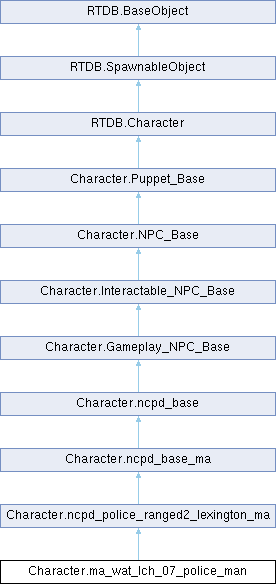 RTDB.BaseObject
RTDB.SpawnableObject
RTDB.Character
Character.Puppet_Base
Character.NPC_Base
Character.Interactable_NPC_Base
Character.Gameplay_NPC_Base
Character.ncpd_base
Character.ncpd_base_ma
Character.ncpd_police_ranged2_lexington_ma
Character.ma_wat_lch_07_police_man